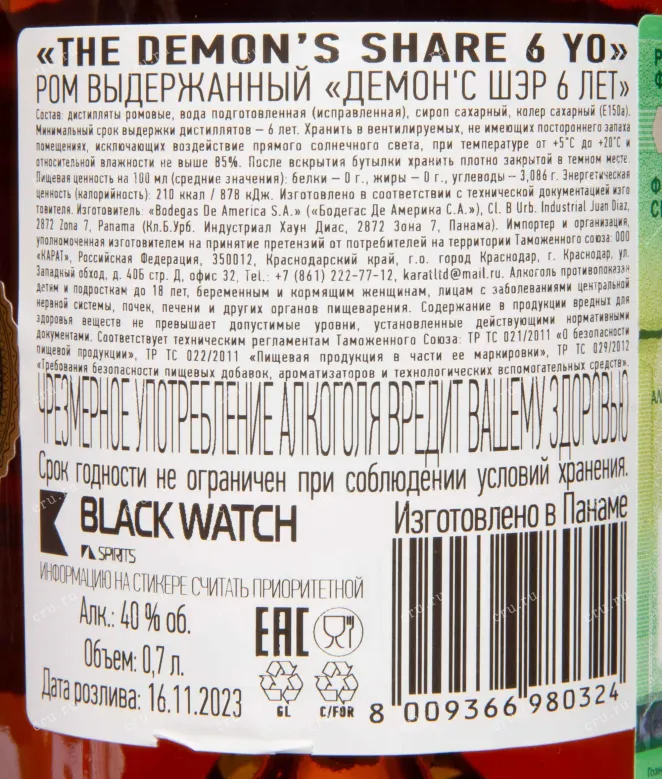 «THE DEMON'S SHARE 6 YO»
РОМ ВЫДЕРЖАННЫЙ «ДЕМОН'С ШЭР 6 ЛЕТ»
Состав: дистилляты ромовые, вода подготовленная (исправленная), сироп сахарный, колер сахарный (Е150а).
Минимальный срок выдержки дистиллятов – 6 лет. Хранить в вентилируемых, не имеющих постороннего запаха
помещениях, исключающих воздействие прямого солнечного света, при температуре от +5°С до +20°С и
относительной влажности не выше 85%. После вскрытия бутылки хранить плотно закрытой в темном месте.
Пищевая ценность на 100 мл (средние значения): белки – 0 г., жиры – 0 г., углеводы – 3,086 г. Энергетическая
ценность (калорийность): 210 ккал / 878 кДж. Изготовлено в соответствии с технической документацией изго
товителя. Изготовитель: «Bodegas De America S.A.» («Бодегас Де Америка С.А.»), Cl. B Urb. Industrial Juan Diaz,
2872 Zona 7, Panama (Кл.Б.Урб. Индустриал Хаун Диас, 2872 Зона 7, Панама). Импортер и организация,
уполномоченная изготовителем на принятие претензий от потребителей на территории Таможенного союза: ООО
«КАРАТ», Российская Федерация, 350012, Краснодарский край, г.о. город Краснодар, г. Краснодар, ул.
Западный обход, д. 40Б стр. Д, офис 32, Tel.: +7 (861) 222-77-12, karatltd@mail.ru. Алкоголь противопоказан
детям и подросткам до 18 лет, беременным и кормящим женщинам, лицам с заболеваниями центральной
нервной системы, почек, печени и других органов пищеварения. Содержание в продукции вредных для
здоровья веществ не превышает допустимые уровни, установленные действующими нормативными
документами. Соответствует техническим регламентам Таможенного Союза: ТР ТС 021/2011 «О безопасности
пищевой продукции», ТР ТС 022/2011 «Пищевая продукция в части ее маркировки», ТР ТС 029/2012
«Требования безопасности пищевых добавок, ароматизаторов и технологических вспомогательных средств».
ЧРЕЗМЕРНОЕ УПОТРЕБЛЕНИЕ АЛКОГОЛЯ ВРЕДИТ ВАШЕМУ ЗДОРОВЬЮ
Срок годности не ограничен при соблюдении условий хранения.
BLACK WATCH
SPIRITS
Изготовлено в Панаме
ИНФОРМАЦИЮ НА СТИКЕРЕ СЧИТАТЬ ПРИОРИТЕТНОЙ
Алк.: 40 % об.
Объем: 0,7 л.
Дата розлива: 16.11.2023
EAC
GL C/FOR
8 009366 980324
cru.ru